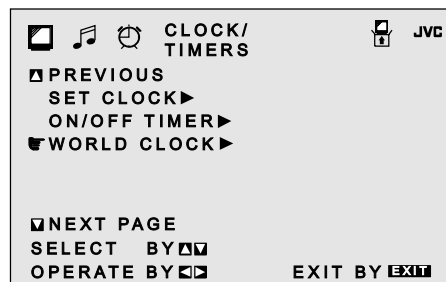 CLOCK/
TIMERS
JVC
PREVIOUS
SET CLOCK▶
ON/OFF TIMER▶
WORLD CLOCK▶
NEXT PAGE
SELECT BY▲▼
OPERATE BY◀▶
EXIT BY EXIT